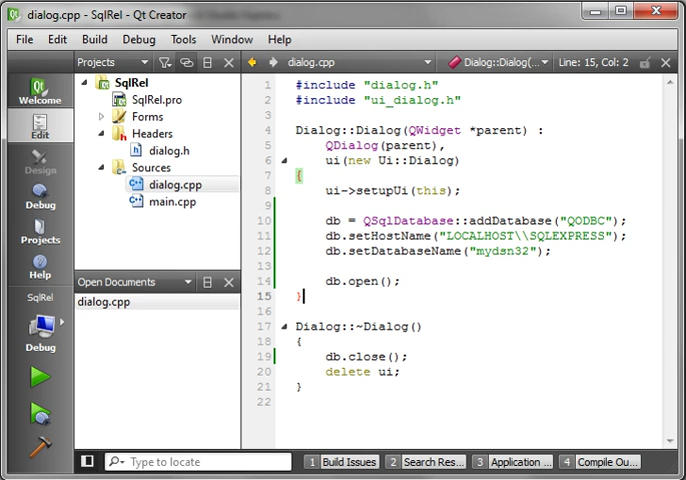 dialog.cpp - SqlRel - Qt Creator
File Edit Build Debug Tools Window Help
Projects
dialog.cpp
Dialog::Dialog(...
Line: 15, Col: 2
Welcome
Edit
Design
Debug
Projects
Help
SqlRel
Debug
SqlRel
SqlRel.pro
Forms
Headers
dialog.h
Sources
dialog.cpp
main.cpp
Open Documents
dialog.cpp
1 #include "dialog.h"
2 #include "ui_dialog.h"
3
4 Dialog::Dialog(QWidget *parent) :
5 QDialog(parent),
6 ui(new Ui::Dialog)
7 {
8 ui->setupUi(this);
9
10 db = QSqlDatabase::addDatabase("QODBC");
11 db.setHostName("LOCALHOST\\SQLEXPRESS");
12 db.setDatabaseName("mydsn32");
13
14 db.open();
15 }
16
17 Dialog::~Dialog()
18 {
19 db.close();
20 delete ui;
21 }
22
Type to locate
1 Build Issues
2 Search Res...
3 Application ...
4 Compile Ou...